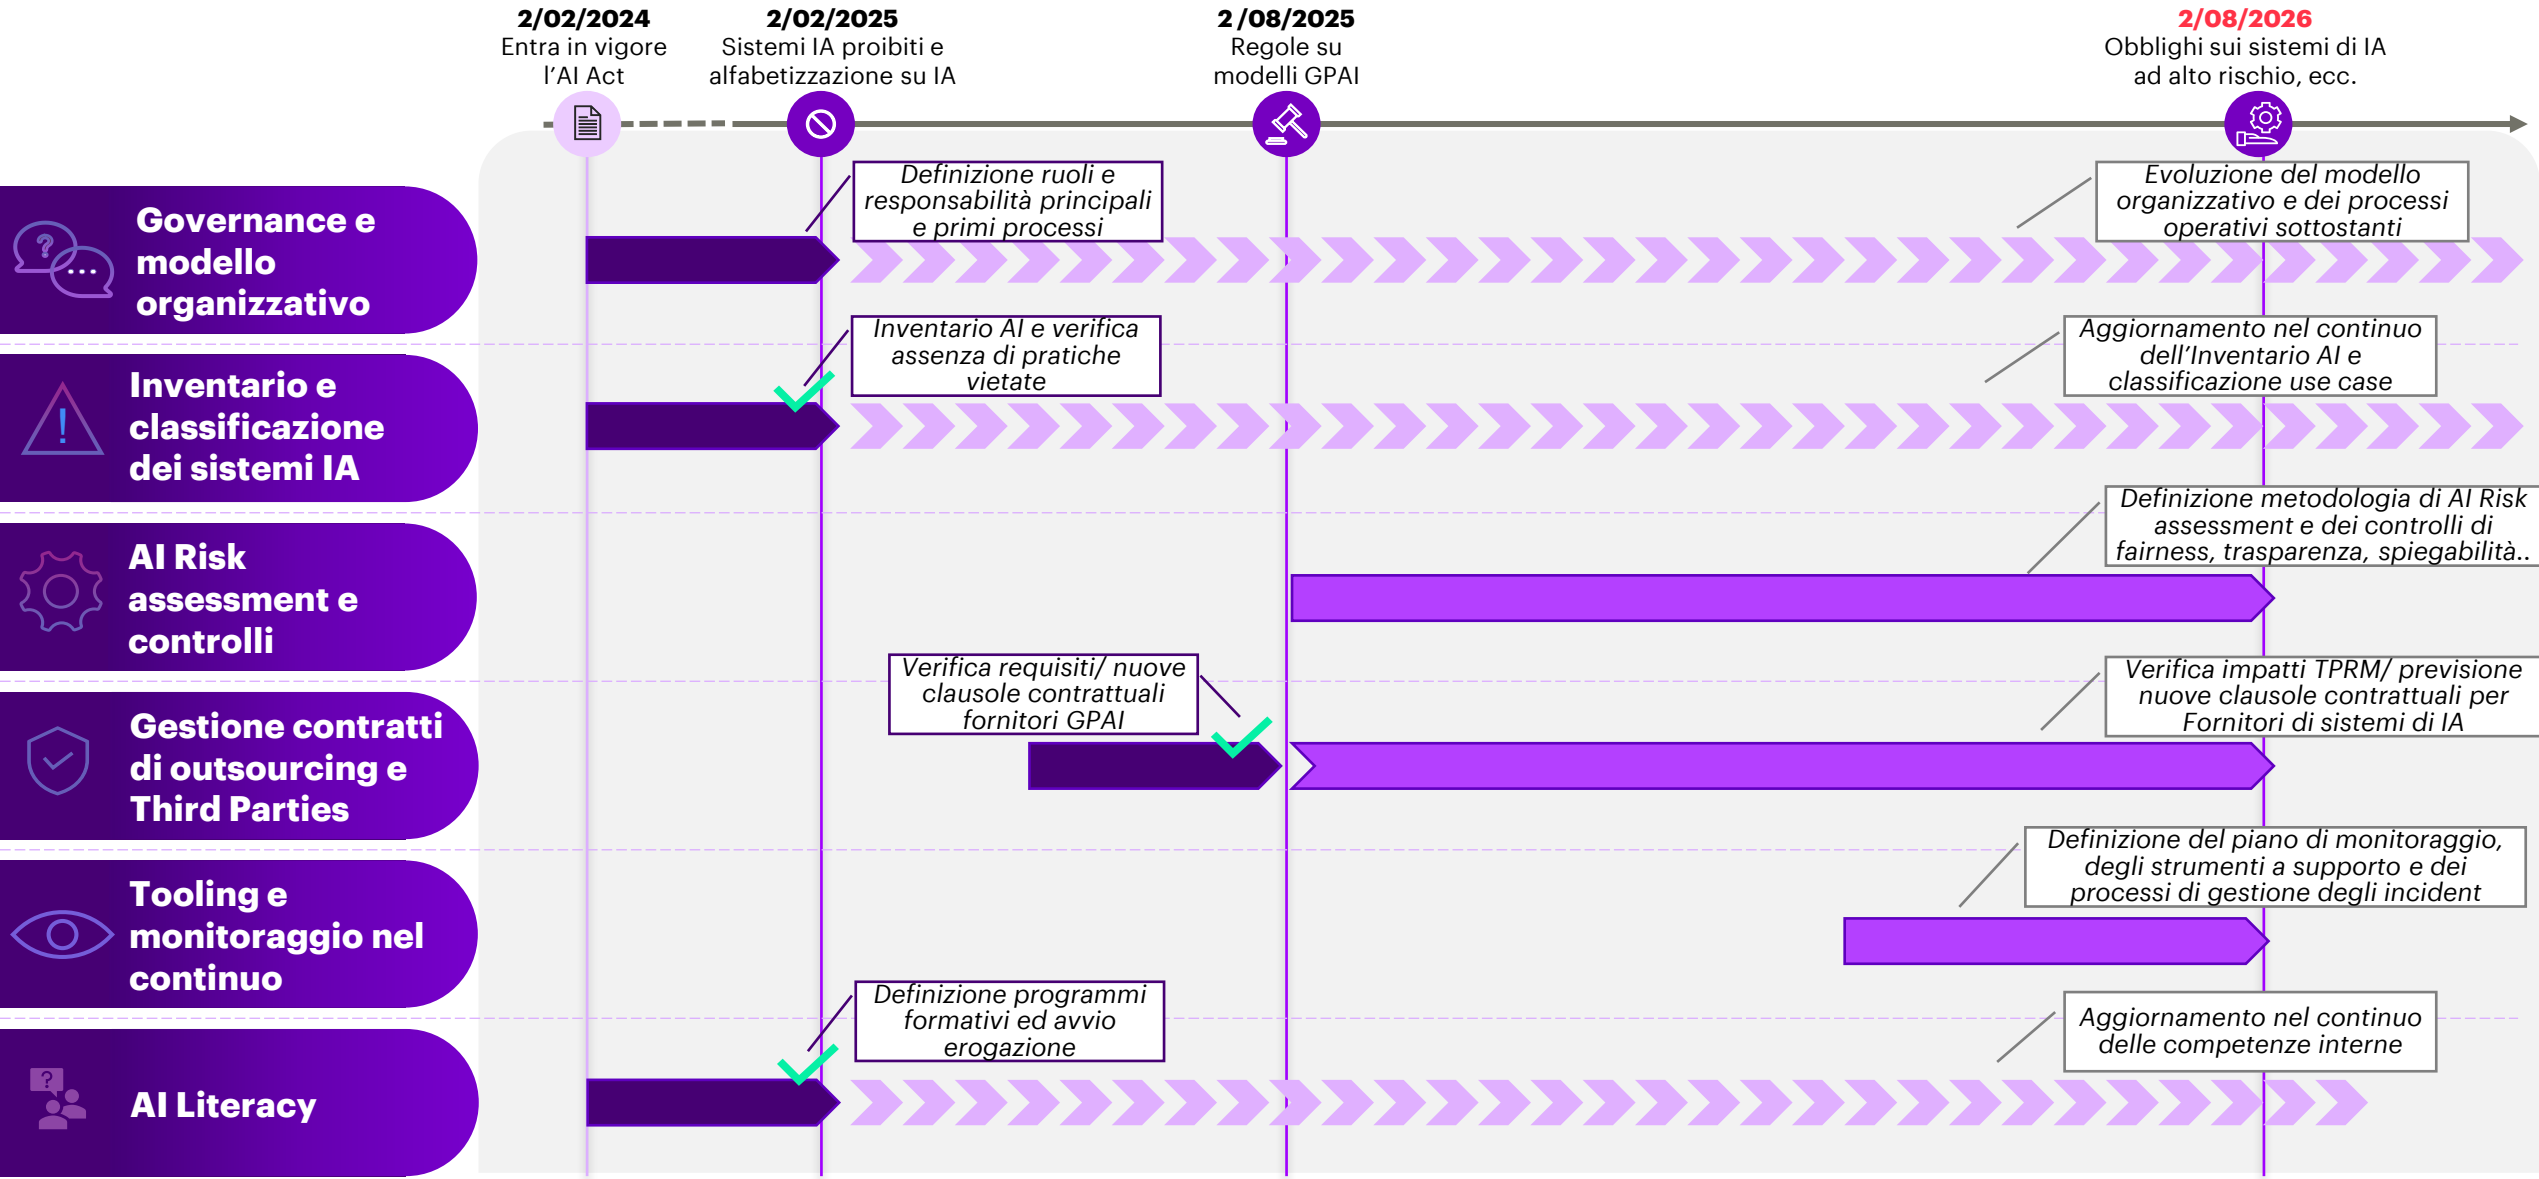 2/02/2024
Entra in vigore
l'AI Act
2/02/2025
Sistemi IA proibiti e
alfabetizzazione su IA
2 /08/2025
Regole su
modelli GPAI
2/08/2026
Obblighi sui sistemi di IA
ad alto rischio, ecc.
Governance e
modello
organizzativo
Definizione ruoli e
responsabilità principali
e primi processi
Evoluzione del modello
organizzativo e dei processi
operativi sottostanti
Inventario e
classificazione
dei sistemi IA
Inventario AI e verifica
assenza di pratiche
vietate
Aggiornamento nel continuo
dell'Inventario AI e
classificazione use case
AI Risk
assessment e
controlli
Definizione metodologia di AI Risk
assessment e dei controlli di
fairness, trasparenza, spiegabilità..
Gestione contratti
di outsourcing e
Third Parties
Verifica requisiti/ nuove
clausole contrattuali
fornitori GPAI
Verifica impatti TPRM/ previsione
nuove clausole contrattuali per
Fornitori di sistemi di IA
Tooling e
monitoraggio nel
continuo
Definizione del piano di monitoraggio,
degli strumenti a supporto e dei
processi di gestione degli incident
AI Literacy
Definizione programmi
formativi ed avvio
erogazione
Aggiornamento nel continuo
delle competenze interne